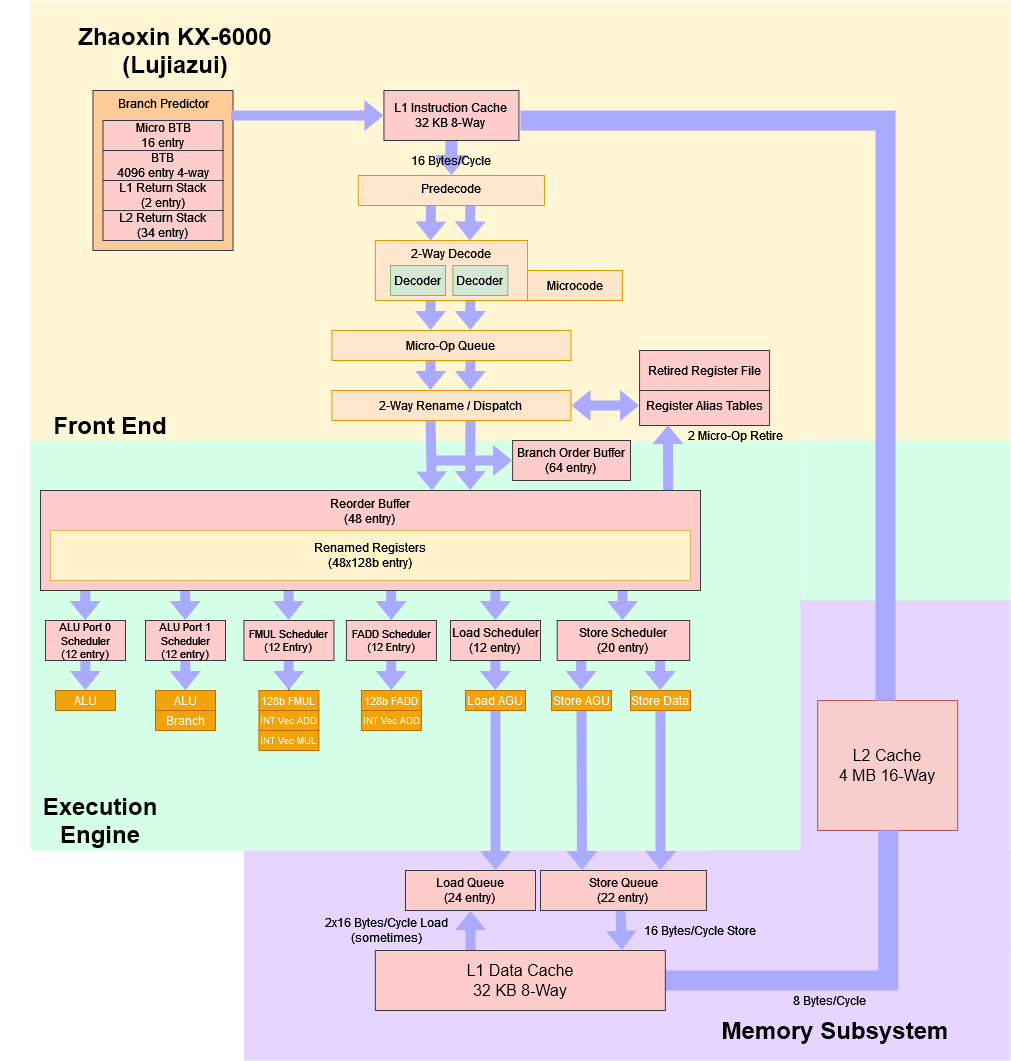 Zhaoxin KX-6000
(Lujiazui)
Branch Predictor
Micro BTB
16 entry
BTB
4096 entry 4-way
L1 Return Stack
(2 entry)
L2 Return Stack
(34 entry)
L1 Instruction Cache
32 KB 8-Way
16 Bytes/Cycle
Predecode
2-Way Decode
Decoder
Decoder
Microcode
Micro-Op Queue
2-Way Rename / Dispatch
Retired Register File
Register Alias Tables
2 Micro-Op Retire
Front End
Branch Order Buffer
(64 entry)
Reorder Buffer
(48 entry)
Renamed Registers
(48x128b entry)
ALU Port 0
Scheduler
(12 entry)
ALU Port 1
Scheduler
(12 entry)
FMUL Scheduler
(12 Entry)
FADD Scheduler
(12 Entry)
Load Scheduler
(12 entry)
Store Scheduler
(20 entry)
ALU
ALU
Branch
128b FMUL
INT Vec ADD
INT Vec MUL
128b FADD
INT Vec ADD
Load AGU
Store AGU
Store Data
L2 Cache
4 MB 16-Way
Execution
Engine
Load Queue
(24 entry)
Store Queue
(22 entry)
2x16 Bytes/Cycle Load
(sometimes)
16 Bytes/Cycle Store
L1 Data Cache
32 KB 8-Way
8 Bytes/Cycle
Memory Subsystem